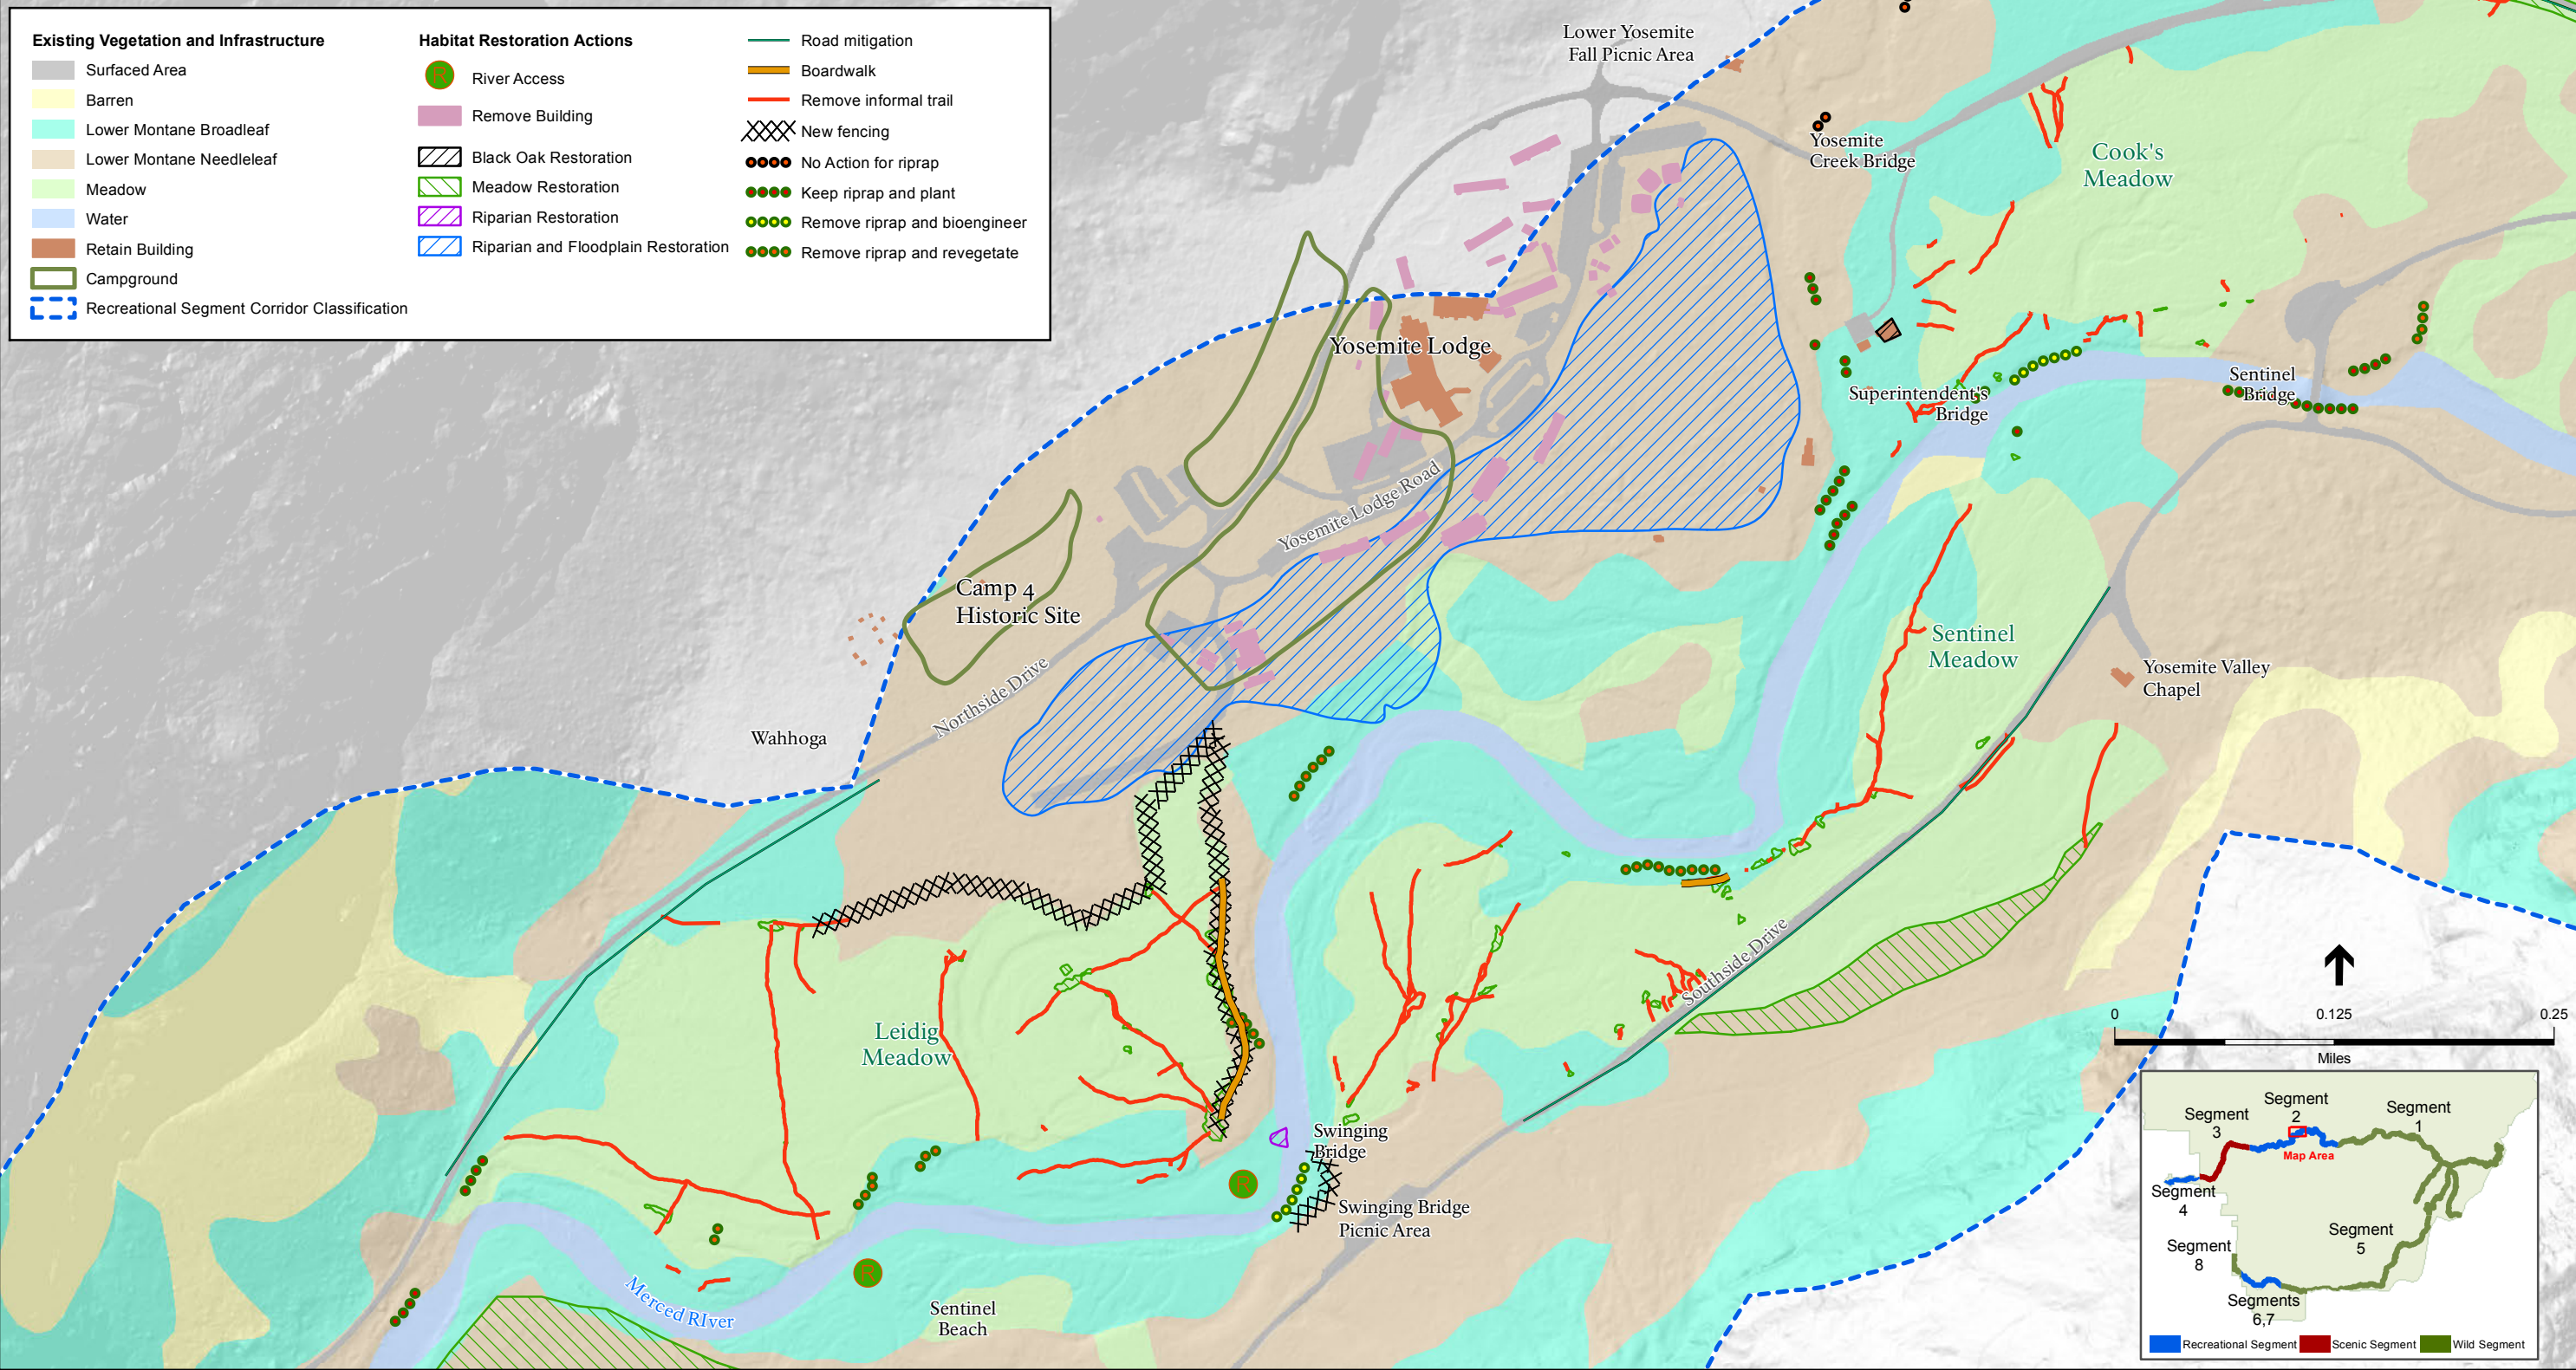 Existing Vegetation and Infrastructure
Surfaced Area
Barren
Lower Montane Broadleaf
Lower Montane Needleleaf
Meadow
Water
Retain Building
Campground
Recreational Segment Corridor Classification
Habitat Restoration Actions
R
River Access
Remove Building
Black Oak Restoration
Meadow Restoration
Riparian Restoration
Riparian and Floodplain Restoration
Road mitigation
Boardwalk
Remove informal trail
New fencing
No Action for riprap
Keep riprap and plant
Remove riprap and bioengineer
Remove riprap and revegetate
Lower Yosemite
Fall Picnic Area
Yosemite
Creek Bridge
Cook's
Meadow
Yosemite Lodge
Superintendent's
Bridge
Sentinel
Bridge
Yosemite Lodge Road
Camp 4
Historic Site
Northside Drive
Wahhoga
Sentinel
Meadow
Yosemite Valley
Chapel
Southside Drive
Leidig
Meadow
Swinging
Bridge
R
Swinging Bridge
Picnic Area
R
Merced RIver
Sentinel
Beach
0
0.125
0.25
Miles
Segment
2
Segment
3
Segment
1
Map Area
Segment
4
Segment
5
Segment
8
Segments
6,7
Recreational Segment
Scenic Segment
Wild Segment